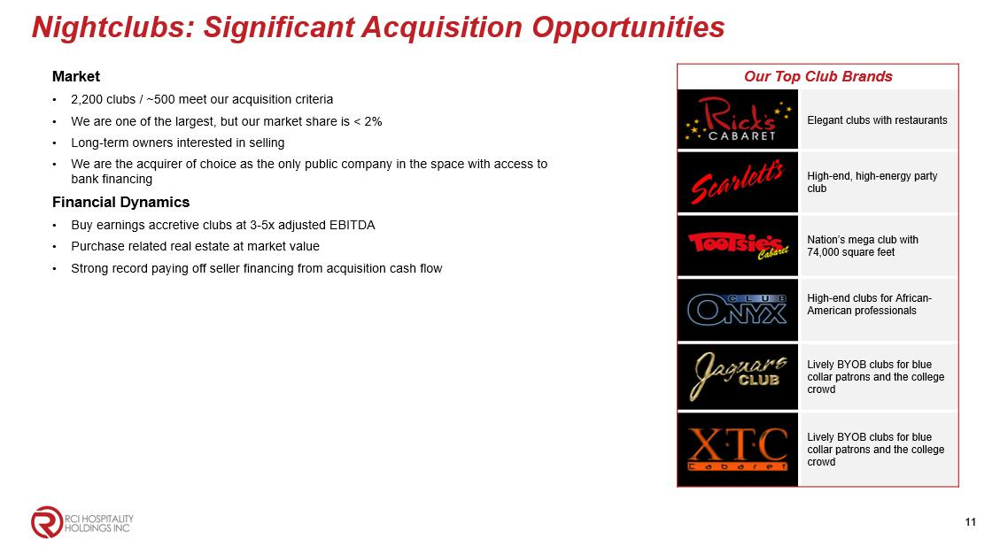 Nightclubs: Significant Acquisition Opportunities
Market
• 2,200 clubs / ~500 meet our acquisition criteria
• We are one of the largest, but our market share is < 2%
• Long-term owners interested in selling
• We are the acquirer of choice as the only public company in the space with access to
bank financing
Financial Dynamics
• Buy earnings accretive clubs at 3-5x adjusted EBITDA
• Purchase related real estate at market value
• Strong record paying off seller financing from acquisition cash flow
Our Top Club Brands
Rick's
CABARET
Elegant clubs with restaurants
Scarlett's
High-end, high-energy party
club
Tootsie's
Cabaret
Nation's mega club with
74,000 square feet
CLUB
ONYX
High-end clubs for African-
American professionals
Jaguars
CLUB
Lively BYOB clubs for blue
collar patrons and the college
crowd
X·T·C
Cabaret
Lively BYOB clubs for blue
collar patrons and the college
crowd
RCI HOSPITALITY
HOLDINGS INC
11